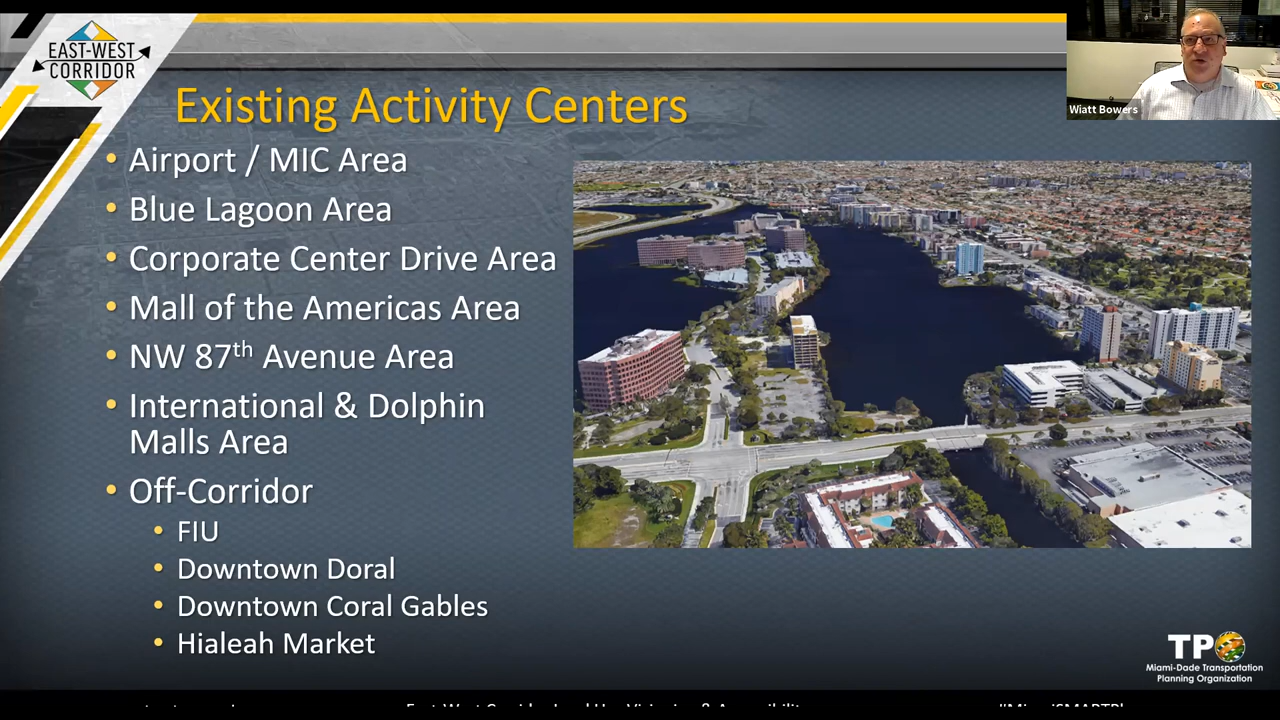 EAST-WEST
CORRIDOR
Existing Activity Centers
Wiatt Bowers
• Airport / MIC Area
• Blue Lagoon Area
• Corporate Center Drive Area
• Mall of the Americas Area
• NW 87th Avenue Area
• International & Dolphin
Malls Area
• Off-Corridor
• FIU
• Downtown Doral
• Downtown Coral Gables
• Hialeah Market
TPO
Miami-Dade Transportation
Planning Organization